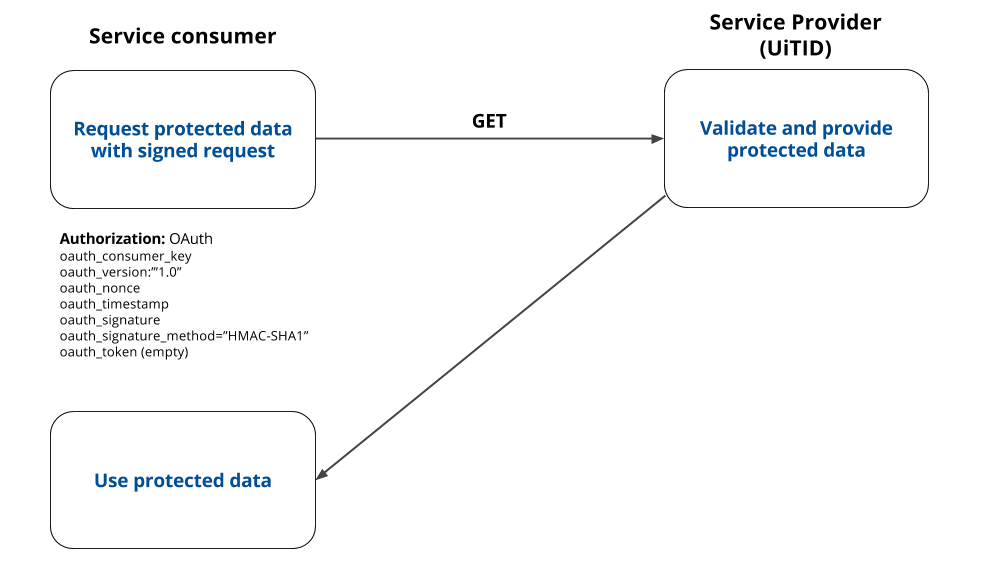 Service consumer
Service Provider
(UiTID)
Request protected data
with signed request
GET
Validate and provide
protected data
Authorization: OAuth
oauth_consumer_key
oauth_version:”’1.0”
oauth_nonce
oauth_timestamp
oauth_signature
oauth_signature_method=”HMAC-SHA1”
oauth_token (empty)
Use protected data